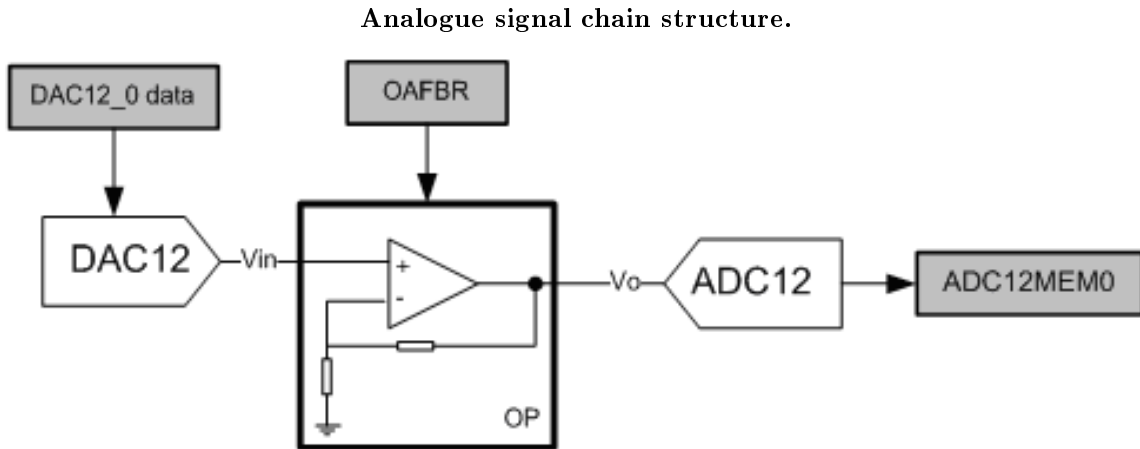 Analogue signal chain structure.
DAC12_0 data
OAFBR
DAC12
Vin
+
-
Vo
ADC12
ADC12MEM0
OP